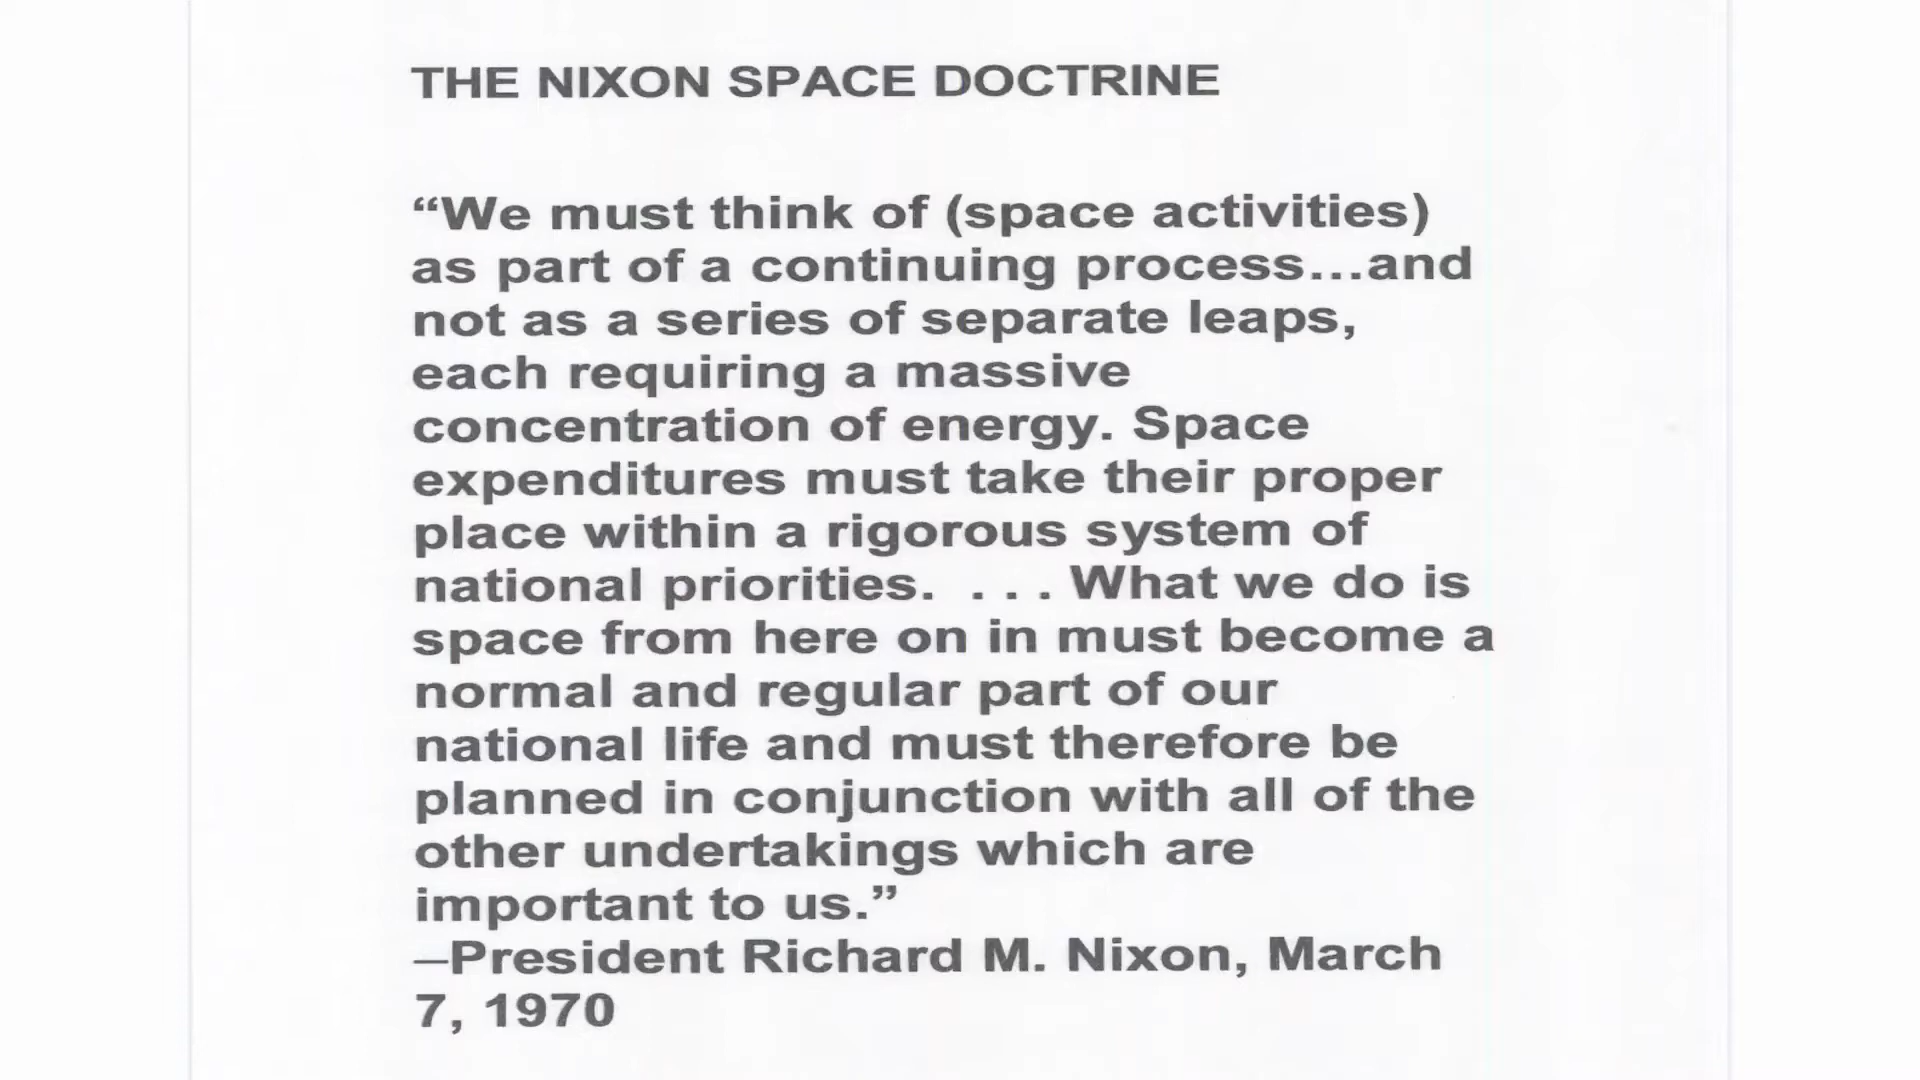 THE NIXON SPACE DOCTRINE
“We must think of (space activities)
as part of a continuing process...and
not as a series of separate leaps,
each requiring a massive
concentration of energy. Space
expenditures must take their proper
place within a rigorous system of
national priorities.  . . . What we do is
space from here on in must become a
normal and regular part of our
national life and must therefore be
planned in conjunction with all of the
other undertakings which are
important to us.”
—President Richard M. Nixon, March
7, 1970